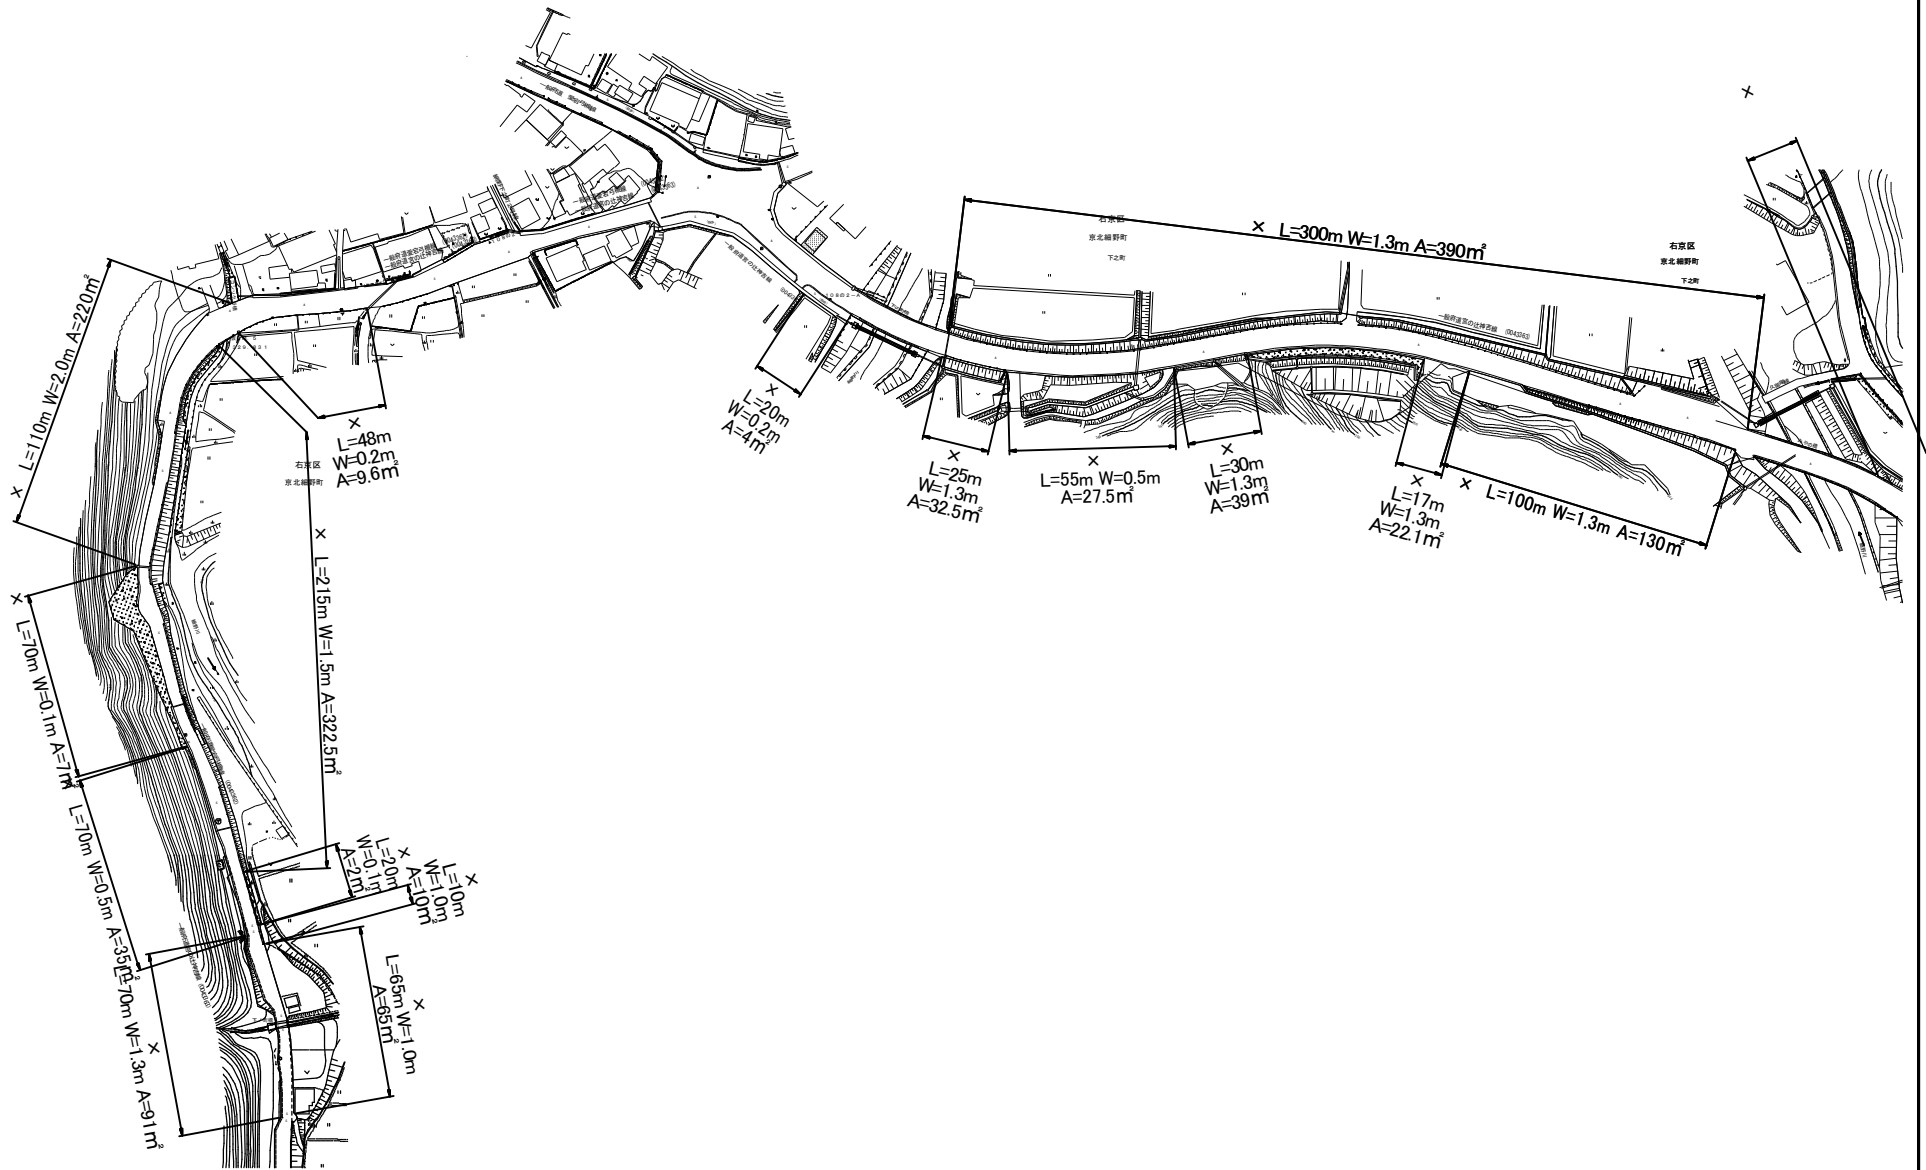 右京区
京北細野町
下之町
右京区
京北細野町
下之町
× L=300m W=1.3m A=390㎡
一般府道宮の辻神吉線 (0043363)
× L=110m W=2.0m A=220㎡
×
L=48m
W=0.2m
A=9.6㎡
右京区
京北細野町
×
L=20m
W=0.2m
A=4㎡
×
L=25m
W=1.3m
A=32.5㎡
×
L=55m W=0.5m
A=27.5㎡
×
L=30m
W=1.3m
A=39㎡
×
L=17m
W=1.3m
A=22.1㎡
× L=100m W=1.3m A=130㎡
× L=215m W=1.5m A=322.5㎡
× L=70m W=0.1m A=7㎡
× L=70m W=0.5m A=35㎡
×
L=20m
W=0.1m
A=2㎡
×
L=10m
W=1.0m
A=10㎡
×
L=65m W=1.0m
A=65㎡
×
L=70m W=1.3m A=91㎡